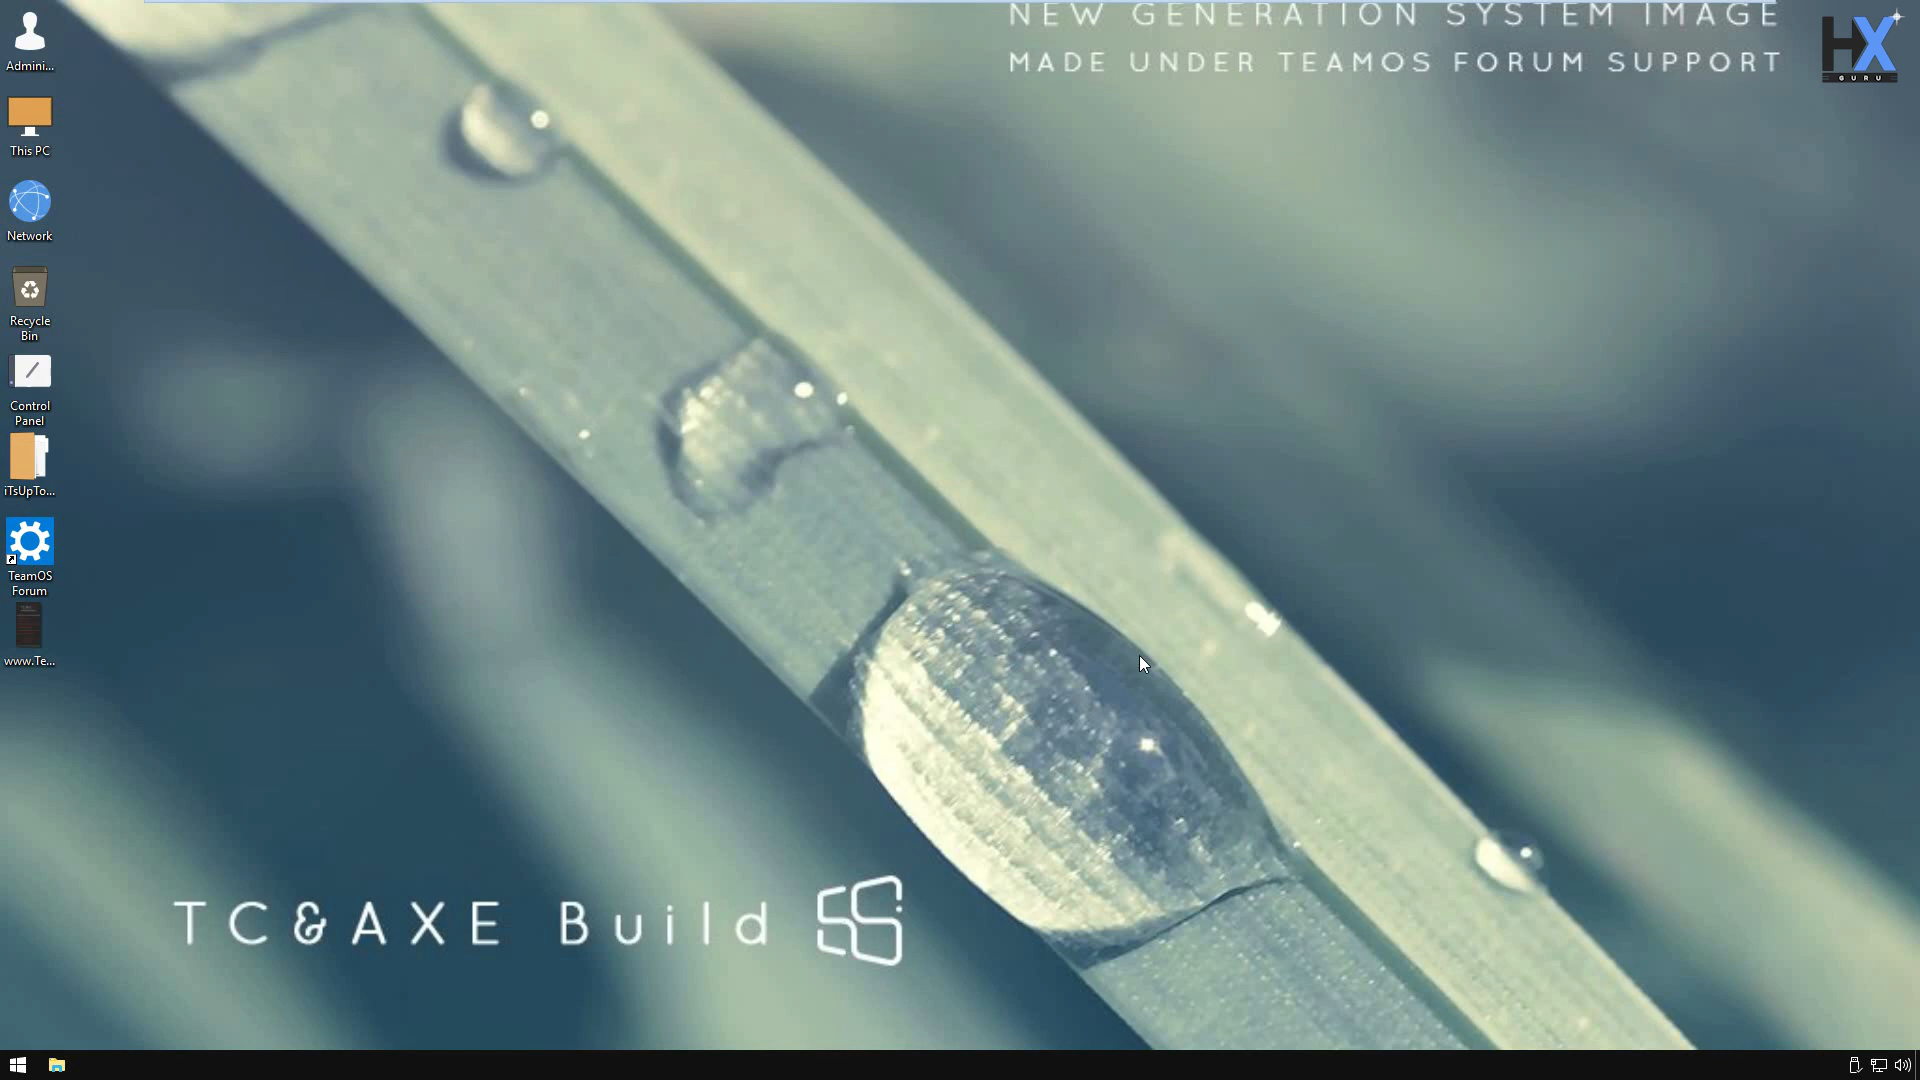 NEW GENERATION SYSTEM IMAGE
MADE UNDER TEAMOS FORUM SUPPORT
HX
GURU
Admini...
This PC
Network
Recycle
Bin
Control
Panel
iTsUpTo...
TeamOS
Forum
www.Te...
TC&AXE Build